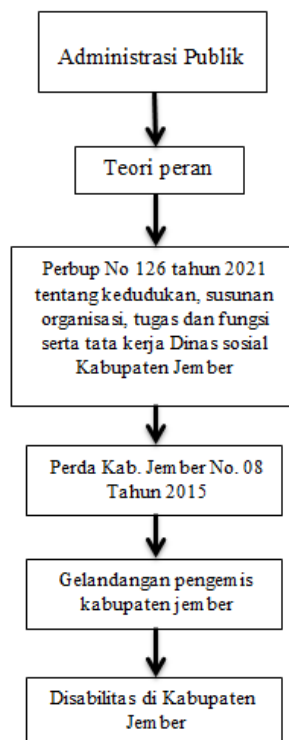 Administrasi Publik
Teori peran
Perbup No 126 tahun 2021
tentang kedudukan, susunan
organisasi, tugas dan fungsi
serta tata kerja Dinas sosial
Kabupaten Jember
Perda Kab. Jember No. 08
Tahun 2015
Gelandangan pengemis
kabupaten jember
Disabilitas di Kabupaten
Jember